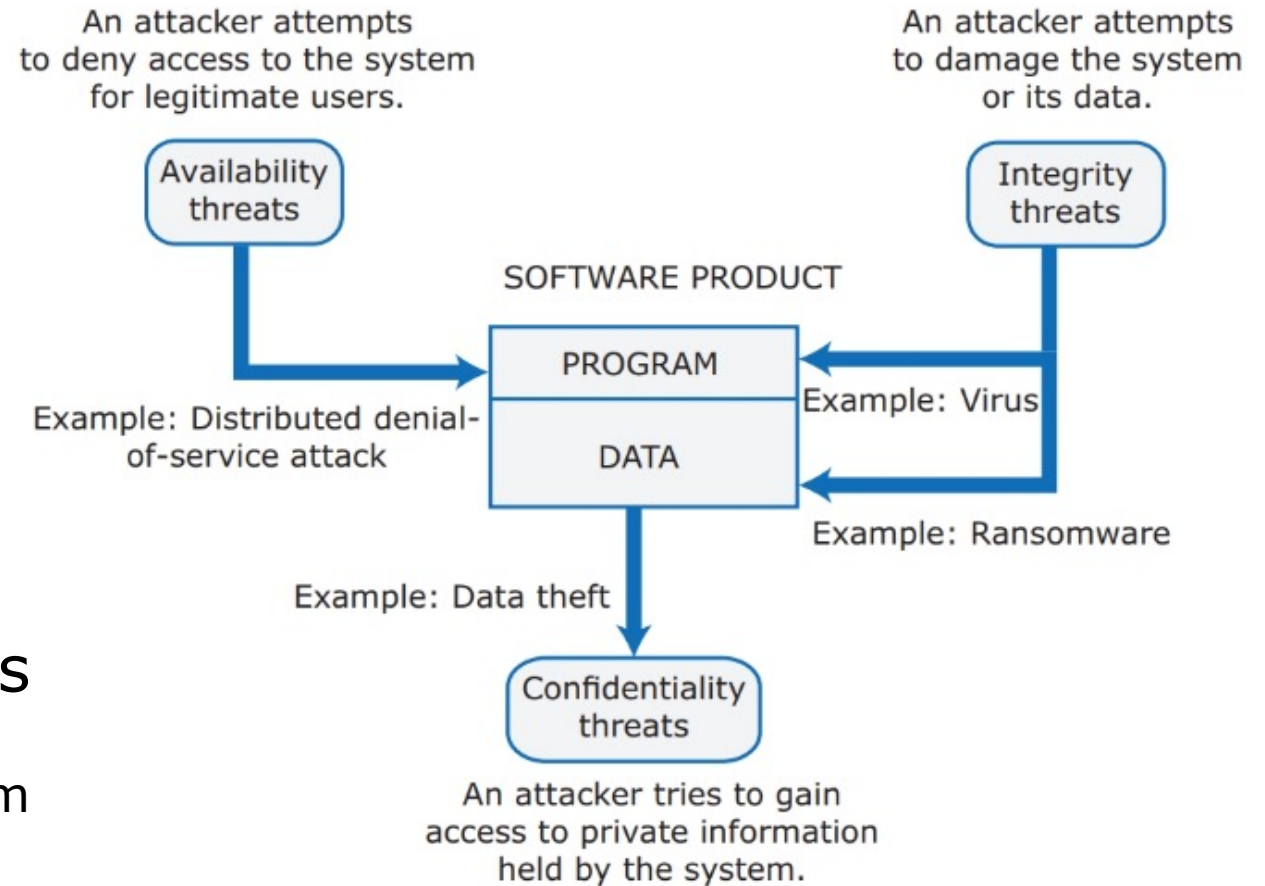 An attacker attempts
to deny access to the system
for legitimate users.
An attacker attempts
to damage the system
or its data.
Availability
threats
Integrity
threats
SOFTWARE PRODUCT
PROGRAM
DATA
Example: Distributed denial-
of-service attack
Example: Virus
Example: Ransomware
Example: Data theft
s
Confidentiality
threats
m
An attacker tries to gain
access to private information
held by the system.